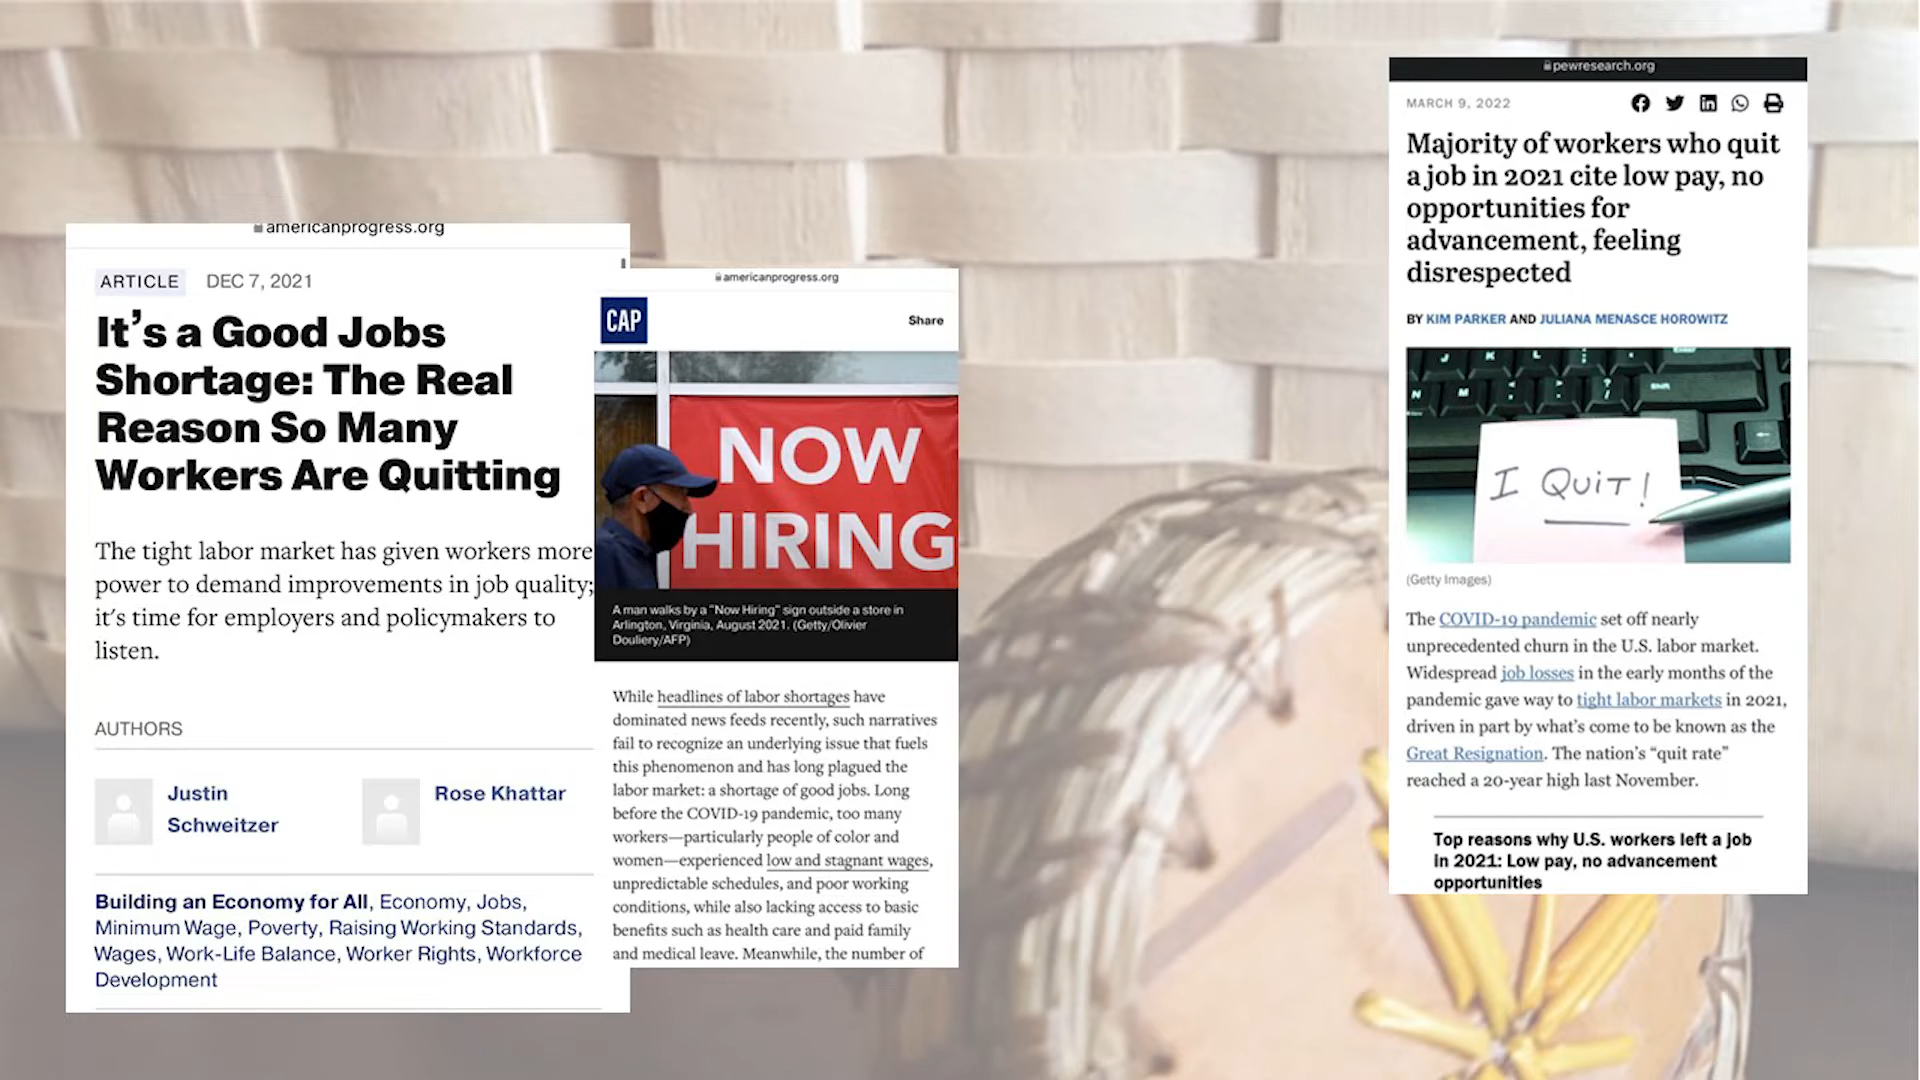 americanprogress.org
ARTICLE DEC 7, 2021
It's a Good Jobs
Shortage: The Real
Reason So Many
Workers Are Quitting
The tight labor market has given workers more
power to demand improvements in job quality;
it's time for employers and policymakers to
listen.
AUTHORS
Justin
Schweitzer
Rose Khattar
Building an Economy for All, Economy, Jobs,
Minimum Wage, Poverty, Raising Working Standards,
Wages, Work-Life Balance, Worker Rights, Workforce
Development
americanprogress.org
CAP
Share
NOW
HIRING
A man walks by a "Now Hiring" sign outside a store in
Arlington, Virginia, August 2021. (Getty/Olivier
Douliery/AFP)
While headlines of labor shortages have
dominated news feeds recently, such narratives
fail to recognize an underlying issue that fuels
this phenomenon and has long plagued the
labor market: a shortage of good jobs. Long
before the COVID-19 pandemic, too many
workers—particularly people of color and
women—experienced low and stagnant wages,
unpredictable schedules, and poor working
conditions, while also lacking access to basic
benefits such as health care and paid family
and medical leave. Meanwhile, the number of
pewresearch.org
MARCH 9, 2022
Majority of workers who quit
a job in 2021 cite low pay, no
opportunities for
advancement, feeling
disrespected
BY KIM PARKER AND JULIANA MENASCE HOROWITZ
J K L
N M
Shift
I QUIT!
(Getty Images)
The COVID-19 pandemic set off nearly
unprecedented churn in the U.S. labor market.
Widespread job losses in the early months of the
pandemic gave way to tight labor markets in 2021,
driven in part by what's come to be known as the
Great Resignation. The nation's "quit rate"
reached a 20-year high last November.
Top reasons why U.S. workers left a job
in 2021: Low pay, no advancement
opportunities